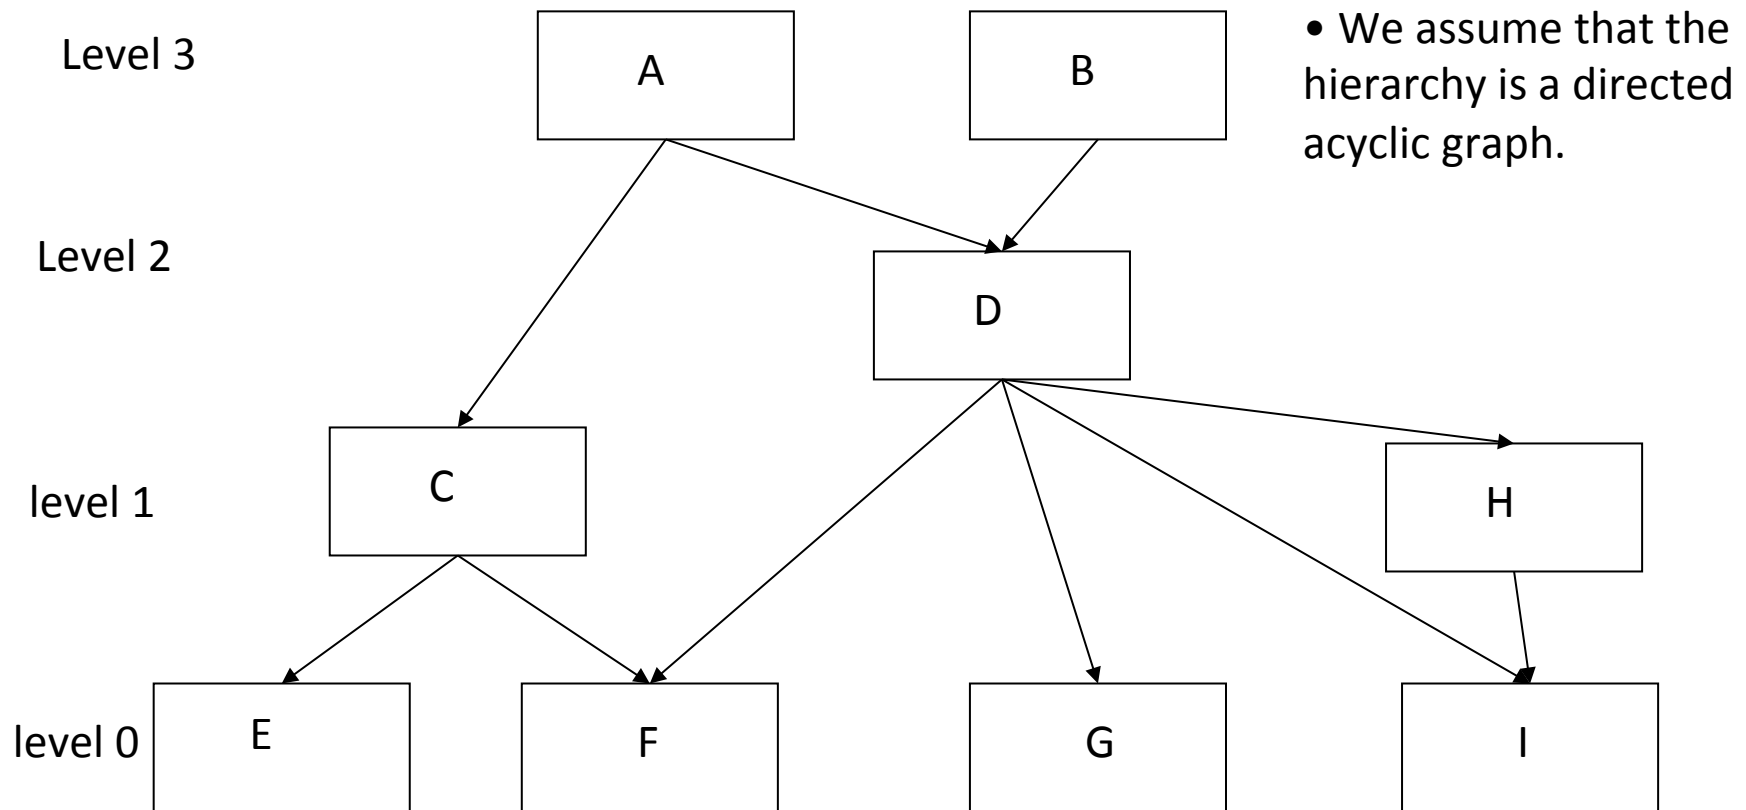 Level 3
A
B
• We assume that the
hierarchy is a directed
acyclic graph.
Level 2
D
level 1
C
H
level 0
E
F
G
I